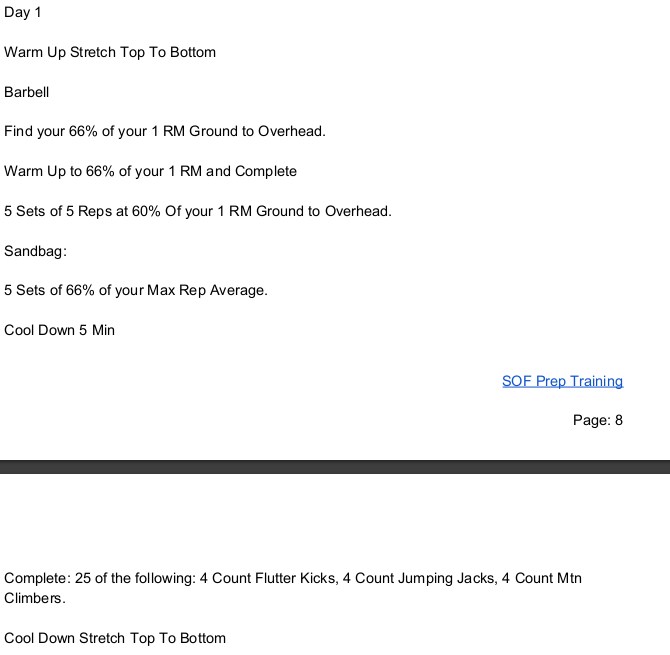 Day 1
Warm Up Stretch Top To Bottom
Barbell
Find your 66% of your 1 RM Ground to Overhead.
Warm Up to 66% of your 1 RM and Complete
5 Sets of 5 Reps at 60% Of your 1 RM Ground to Overhead.
Sandbag:
5 Sets of 66% of your Max Rep Average.
Cool Down 5 Min
SOF Prep Training
Page: 8
Complete: 25 of the following: 4 Count Flutter Kicks, 4 Count Jumping Jacks, 4 Count Mtn
Climbers.
Cool Down Stretch Top To Bottom